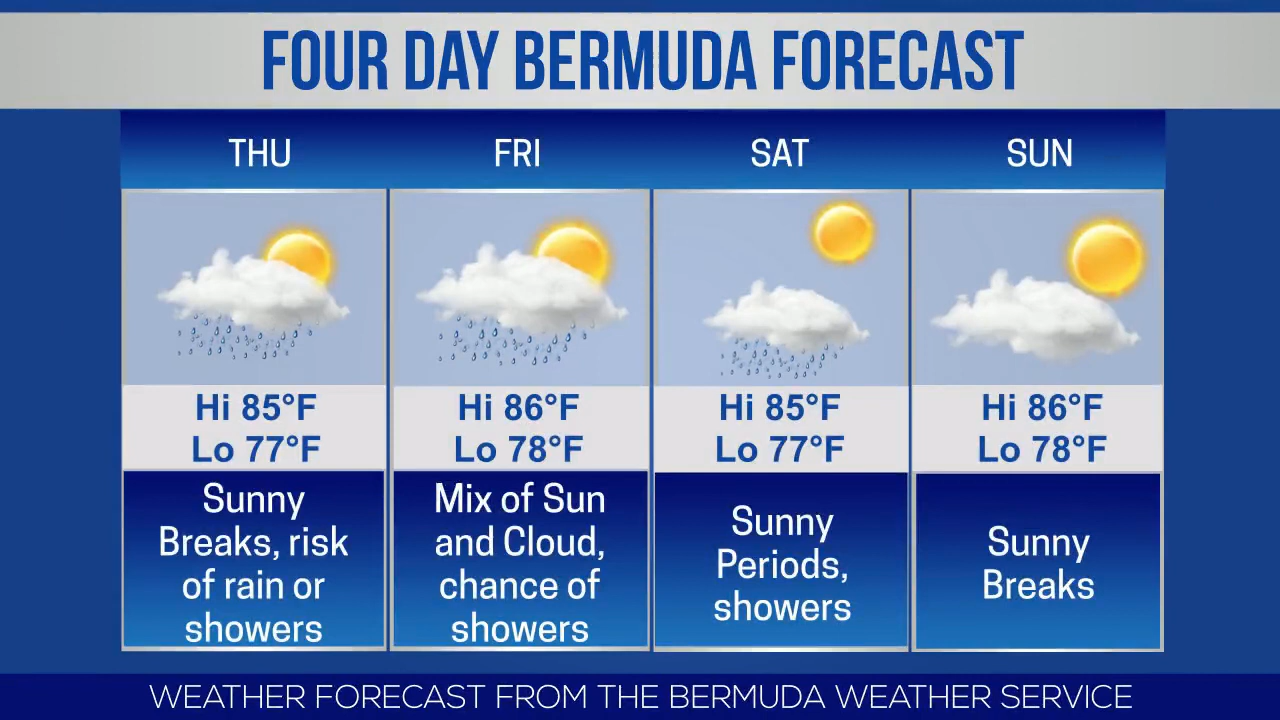 FOUR DAY BERMUDA FORECAST
THU
Hi 85°F
Lo 77°F
Sunny
Breaks, risk
of rain or
showers
FRI
Hi 86°F
Lo 78°F
Mix of Sun
and Cloud,
chance of
showers
SAT
Hi 85°F
Lo 77°F
Sunny
Periods,
showers
SUN
Hi 86°F
Lo 78°F
Sunny
Breaks
WEATHER FORECAST FROM THE BERMUDA WEATHER SERVICE